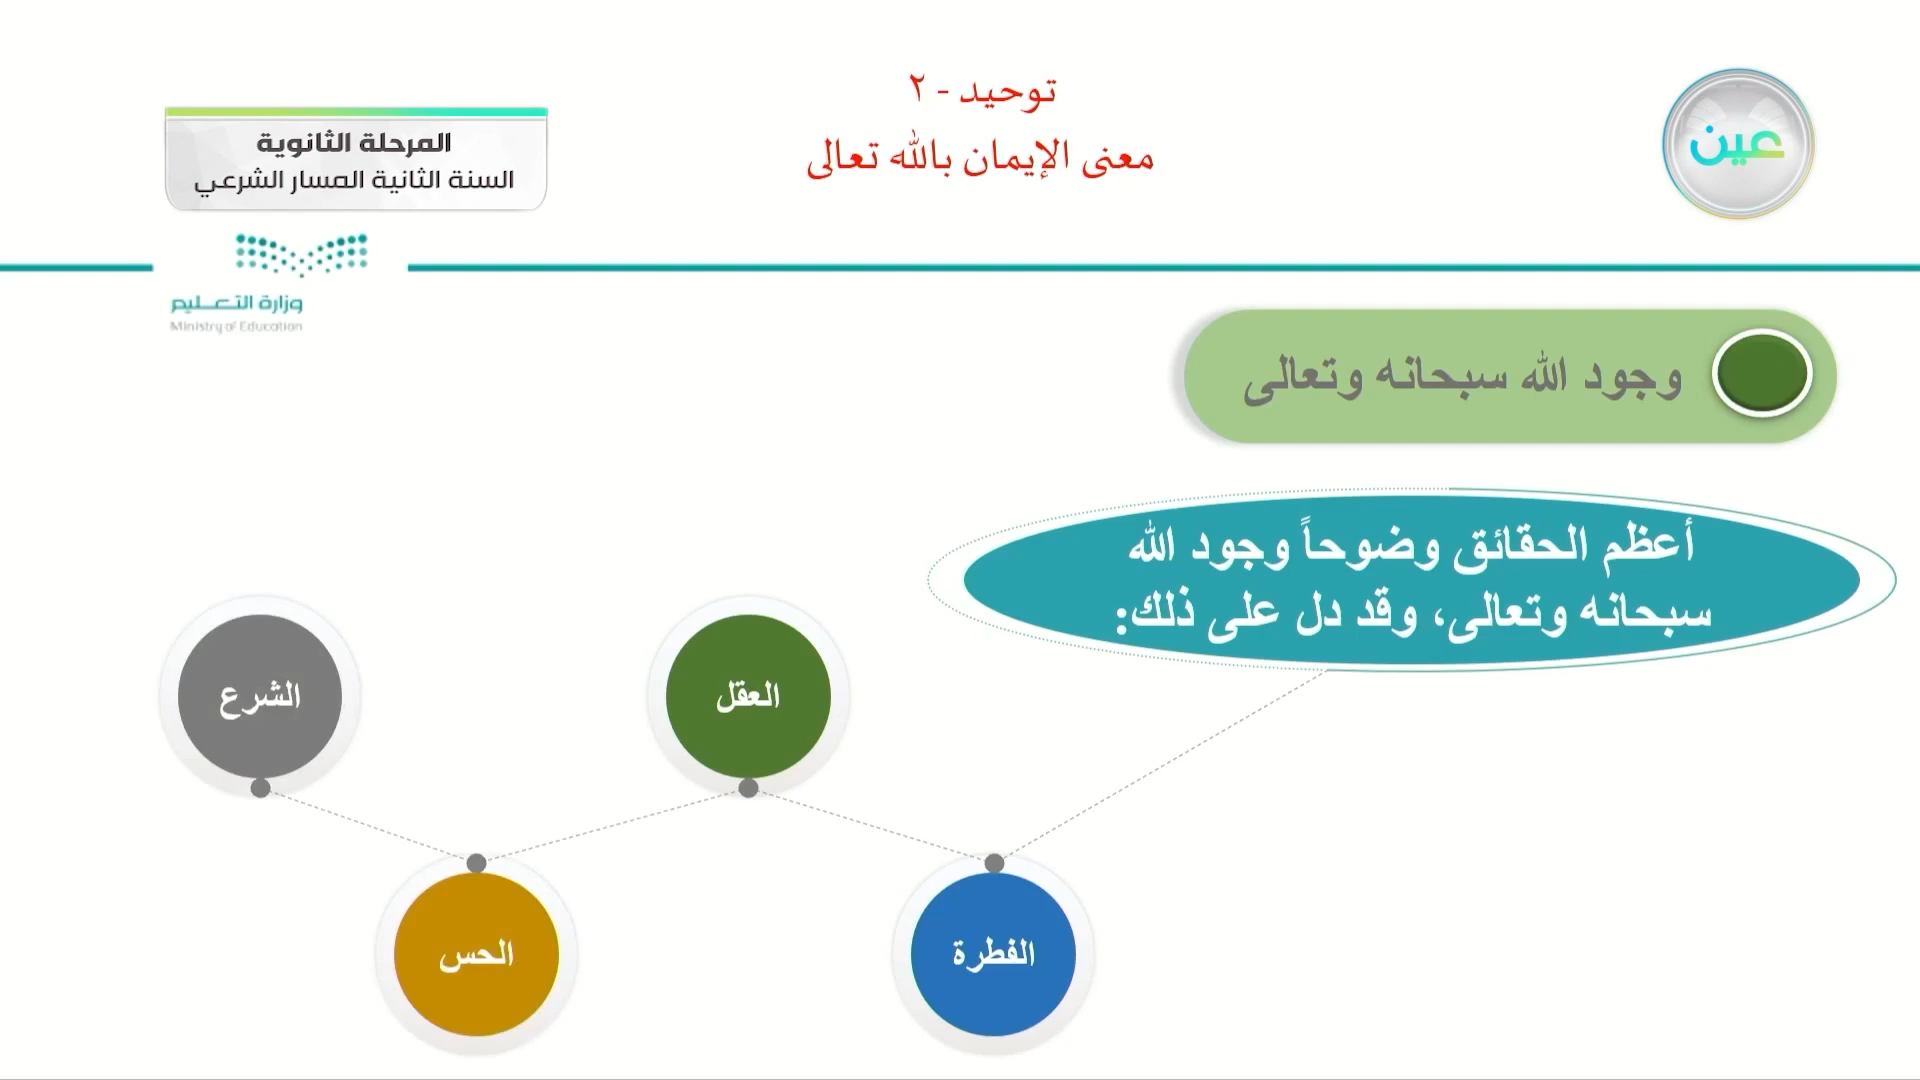 توحيد - ٢
معنى الإيمان بالله تعالى
عين
المرحلة الثانوية
السنة الثانية المسار الشرعي
وزارة التعليم
Ministry of Education
وجود الله سبحانه وتعالى
أعظم الحقائق وضوحاً وجود الله
سبحانه وتعالى، وقد دل على ذلك:
الفطرة
العقل
الحس
الشرع